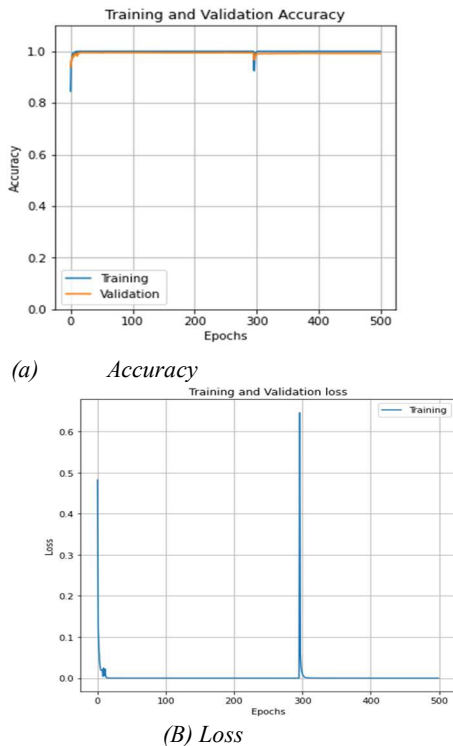 Training and Validation Accuracy
1.0
0.8
0.6
0.4
0.2
0.0
Accuracy
Training
Validation
0 100 200 300 400 500
Epochs
(a) Accuracy
Training and Validation loss
Training
0.6
0.5
0.4
0.3
0.2
0.1
0.0
Loss
0 100 200 300 400 500
Epochs
(B) Loss